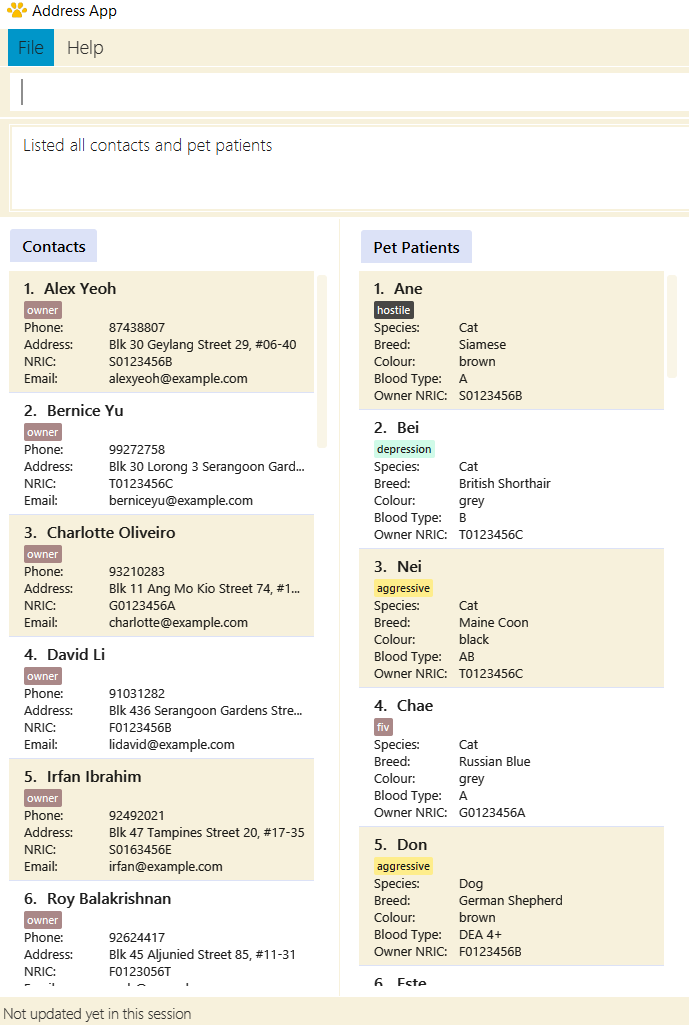 Address App
File Help
Listed all contacts and pet patients
Contacts
1. Alex Yeoh
owner
Phone: 87438807
Address: Blk 30 Geylang Street 29, #06-40
NRIC: S0123456B
Email: alexyeoh@example.com
2. Bernice Yu
owner
Phone: 99272758
Address: Blk 30 Lorong 3 Serangoon Gard...
NRIC: T0123456C
Email: berniceyu@example.com
3. Charlotte Oliveiro
owner
Phone: 93210283
Address: Blk 11 Ang Mo Kio Street 74, #1...
NRIC: G0123456A
Email: charlotte@example.com
4. David Li
owner
Phone: 91031282
Address: Blk 436 Serangoon Gardens Stre...
NRIC: F0123456B
Email: lidavid@example.com
5. Irfan Ibrahim
owner
Phone: 92492021
Address: Blk 47 Tampines Street 20, #17-35
NRIC: S0163456E
Email: irfan@example.com
6. Roy Balakrishnan
owner
Phone: 92624417
Address: Blk 45 Aljunied Street 85, #11-31
NRIC: F0123056T
Pet Patients
1. Ane
hostile
Species: Cat
Breed: Siamese
Colour: brown
Blood Type: A
Owner NRIC: S0123456B
2. Bei
depression
Species: Cat
Breed: British Shorthair
Colour: grey
Blood Type: B
Owner NRIC: T0123456C
3. Nei
aggressive
Species: Cat
Breed: Maine Coon
Colour: black
Blood Type: AB
Owner NRIC: T0123456C
4. Chae
fiv
Species: Cat
Breed: Russian Blue
Colour: grey
Blood Type: A
Owner NRIC: G0123456A
5. Don
aggressive
Species: Dog
Breed: German Shepherd
Colour: brown
Blood Type: DEA 4+
Owner NRIC: F0123456B
6. Este
Not updated yet in this session